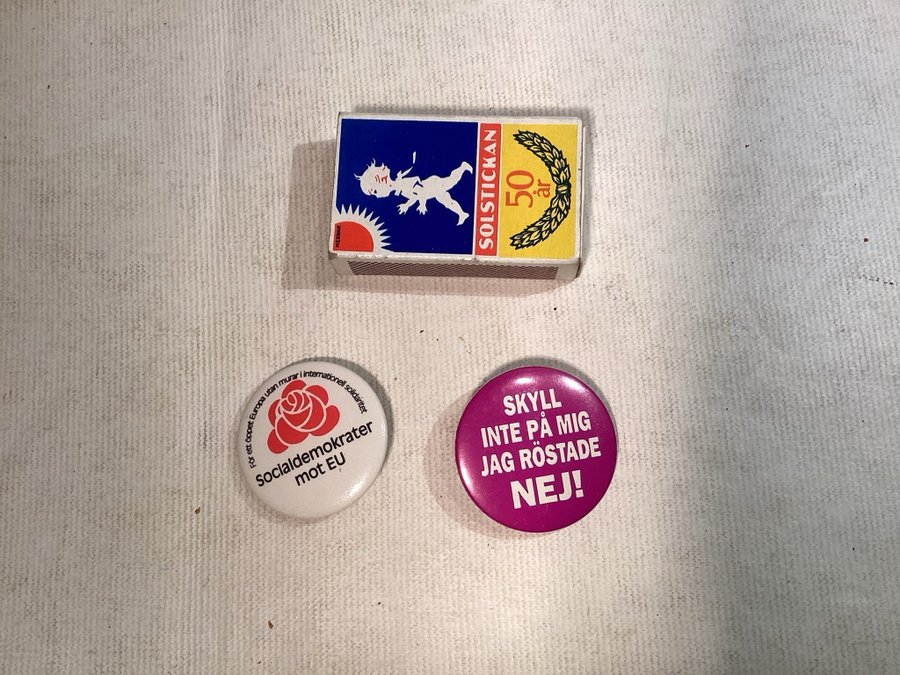 SOLSTICKAN
50
år
För ett öppet Europa utan murar i internationell solidaritet
Socialdemokrater
mot EU
SKYLL
INTE PÅ MIG
JAG RÖSTADE
NEJ!